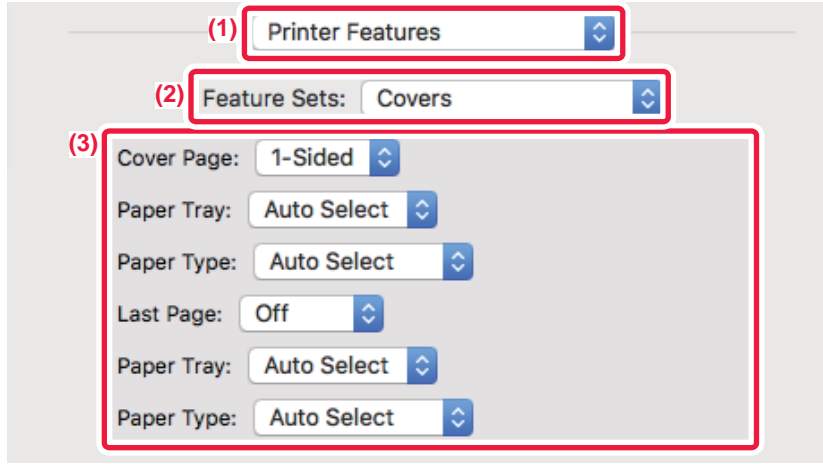 (1) Printer Features
(2) Feature Sets: Covers
(3)
Cover Page: 1-Sided
Paper Tray: Auto Select
Paper Type: Auto Select
Last Page: Off
Paper Tray: Auto Select
Paper Type: Auto Select